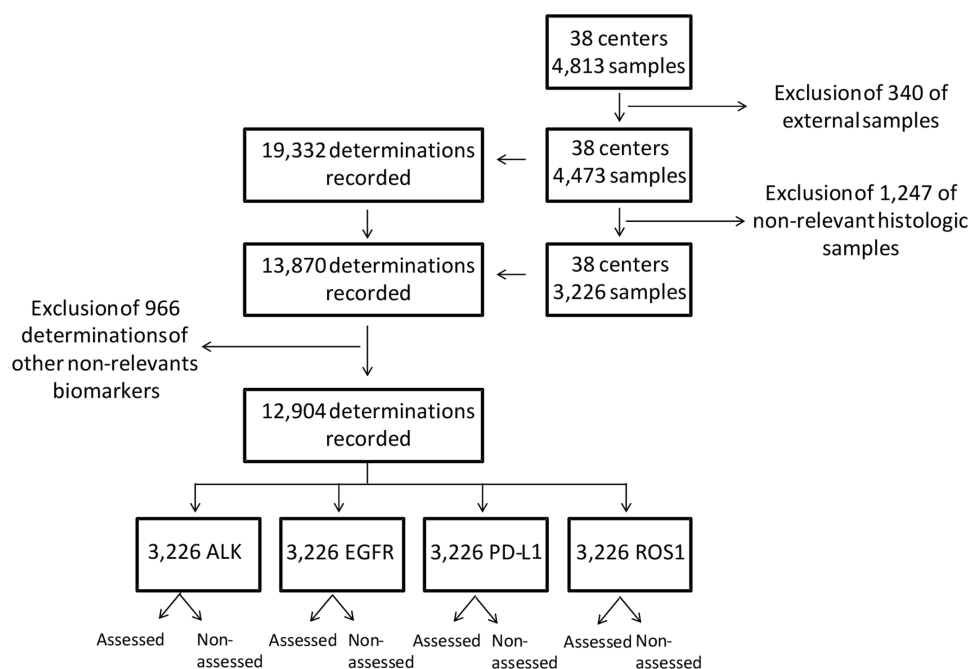 38 centers
4,813 samples
Exclusion of 340 of
external samples
19,332 determinations
recorded
38 centers
4,473 samples
Exclusion of 1,247 of
non-relevant histologic
samples
13,870 determinations
recorded
38 centers
3,226 samples
Exclusion of 966
determinations of
other non-relevants
biomarkers
12,904 determinations
recorded
3,226 ALK
3,226 EGFR
3,226 PD-L1
3,226 ROS1
Assessed
Non-
assessed
Assessed
Non-
assessed
Assessed
Non-
assessed
Assessed
Non-
assessed